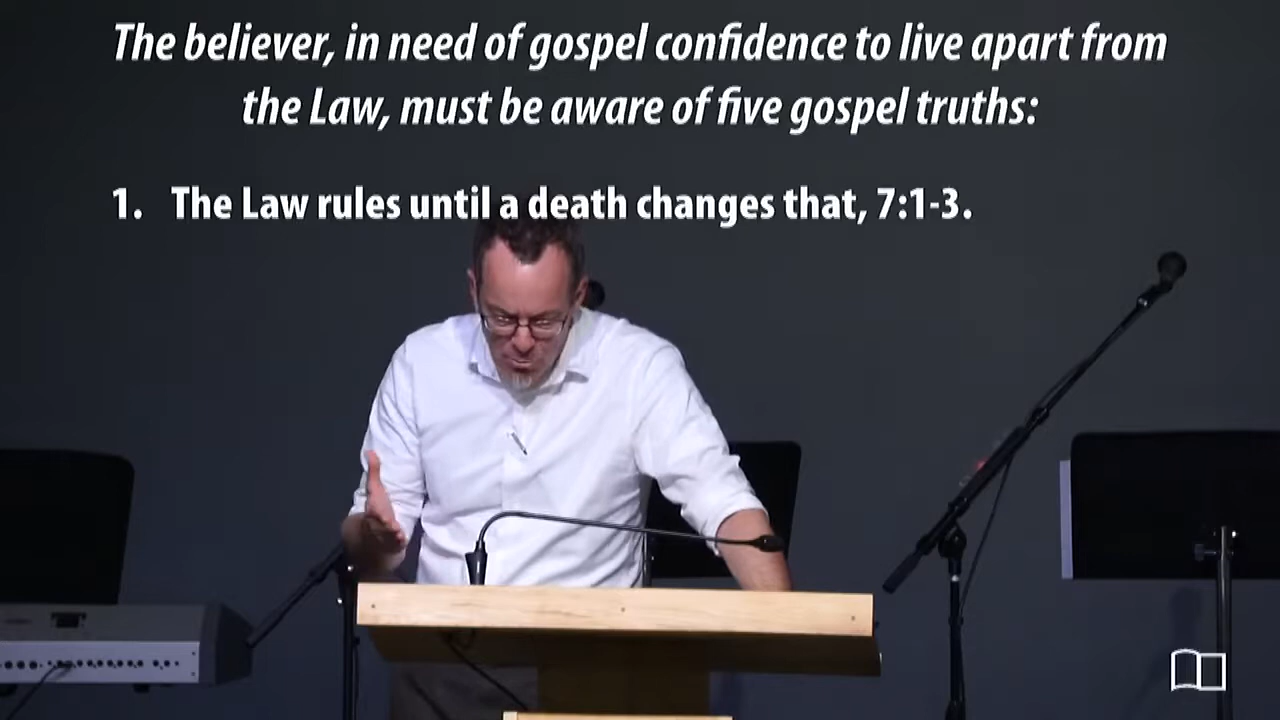 The believer, in need of gospel confidence to live apart from
the Law, must be aware of five gospel truths:
1. The Law rules until a death changes that, 7:1-3.